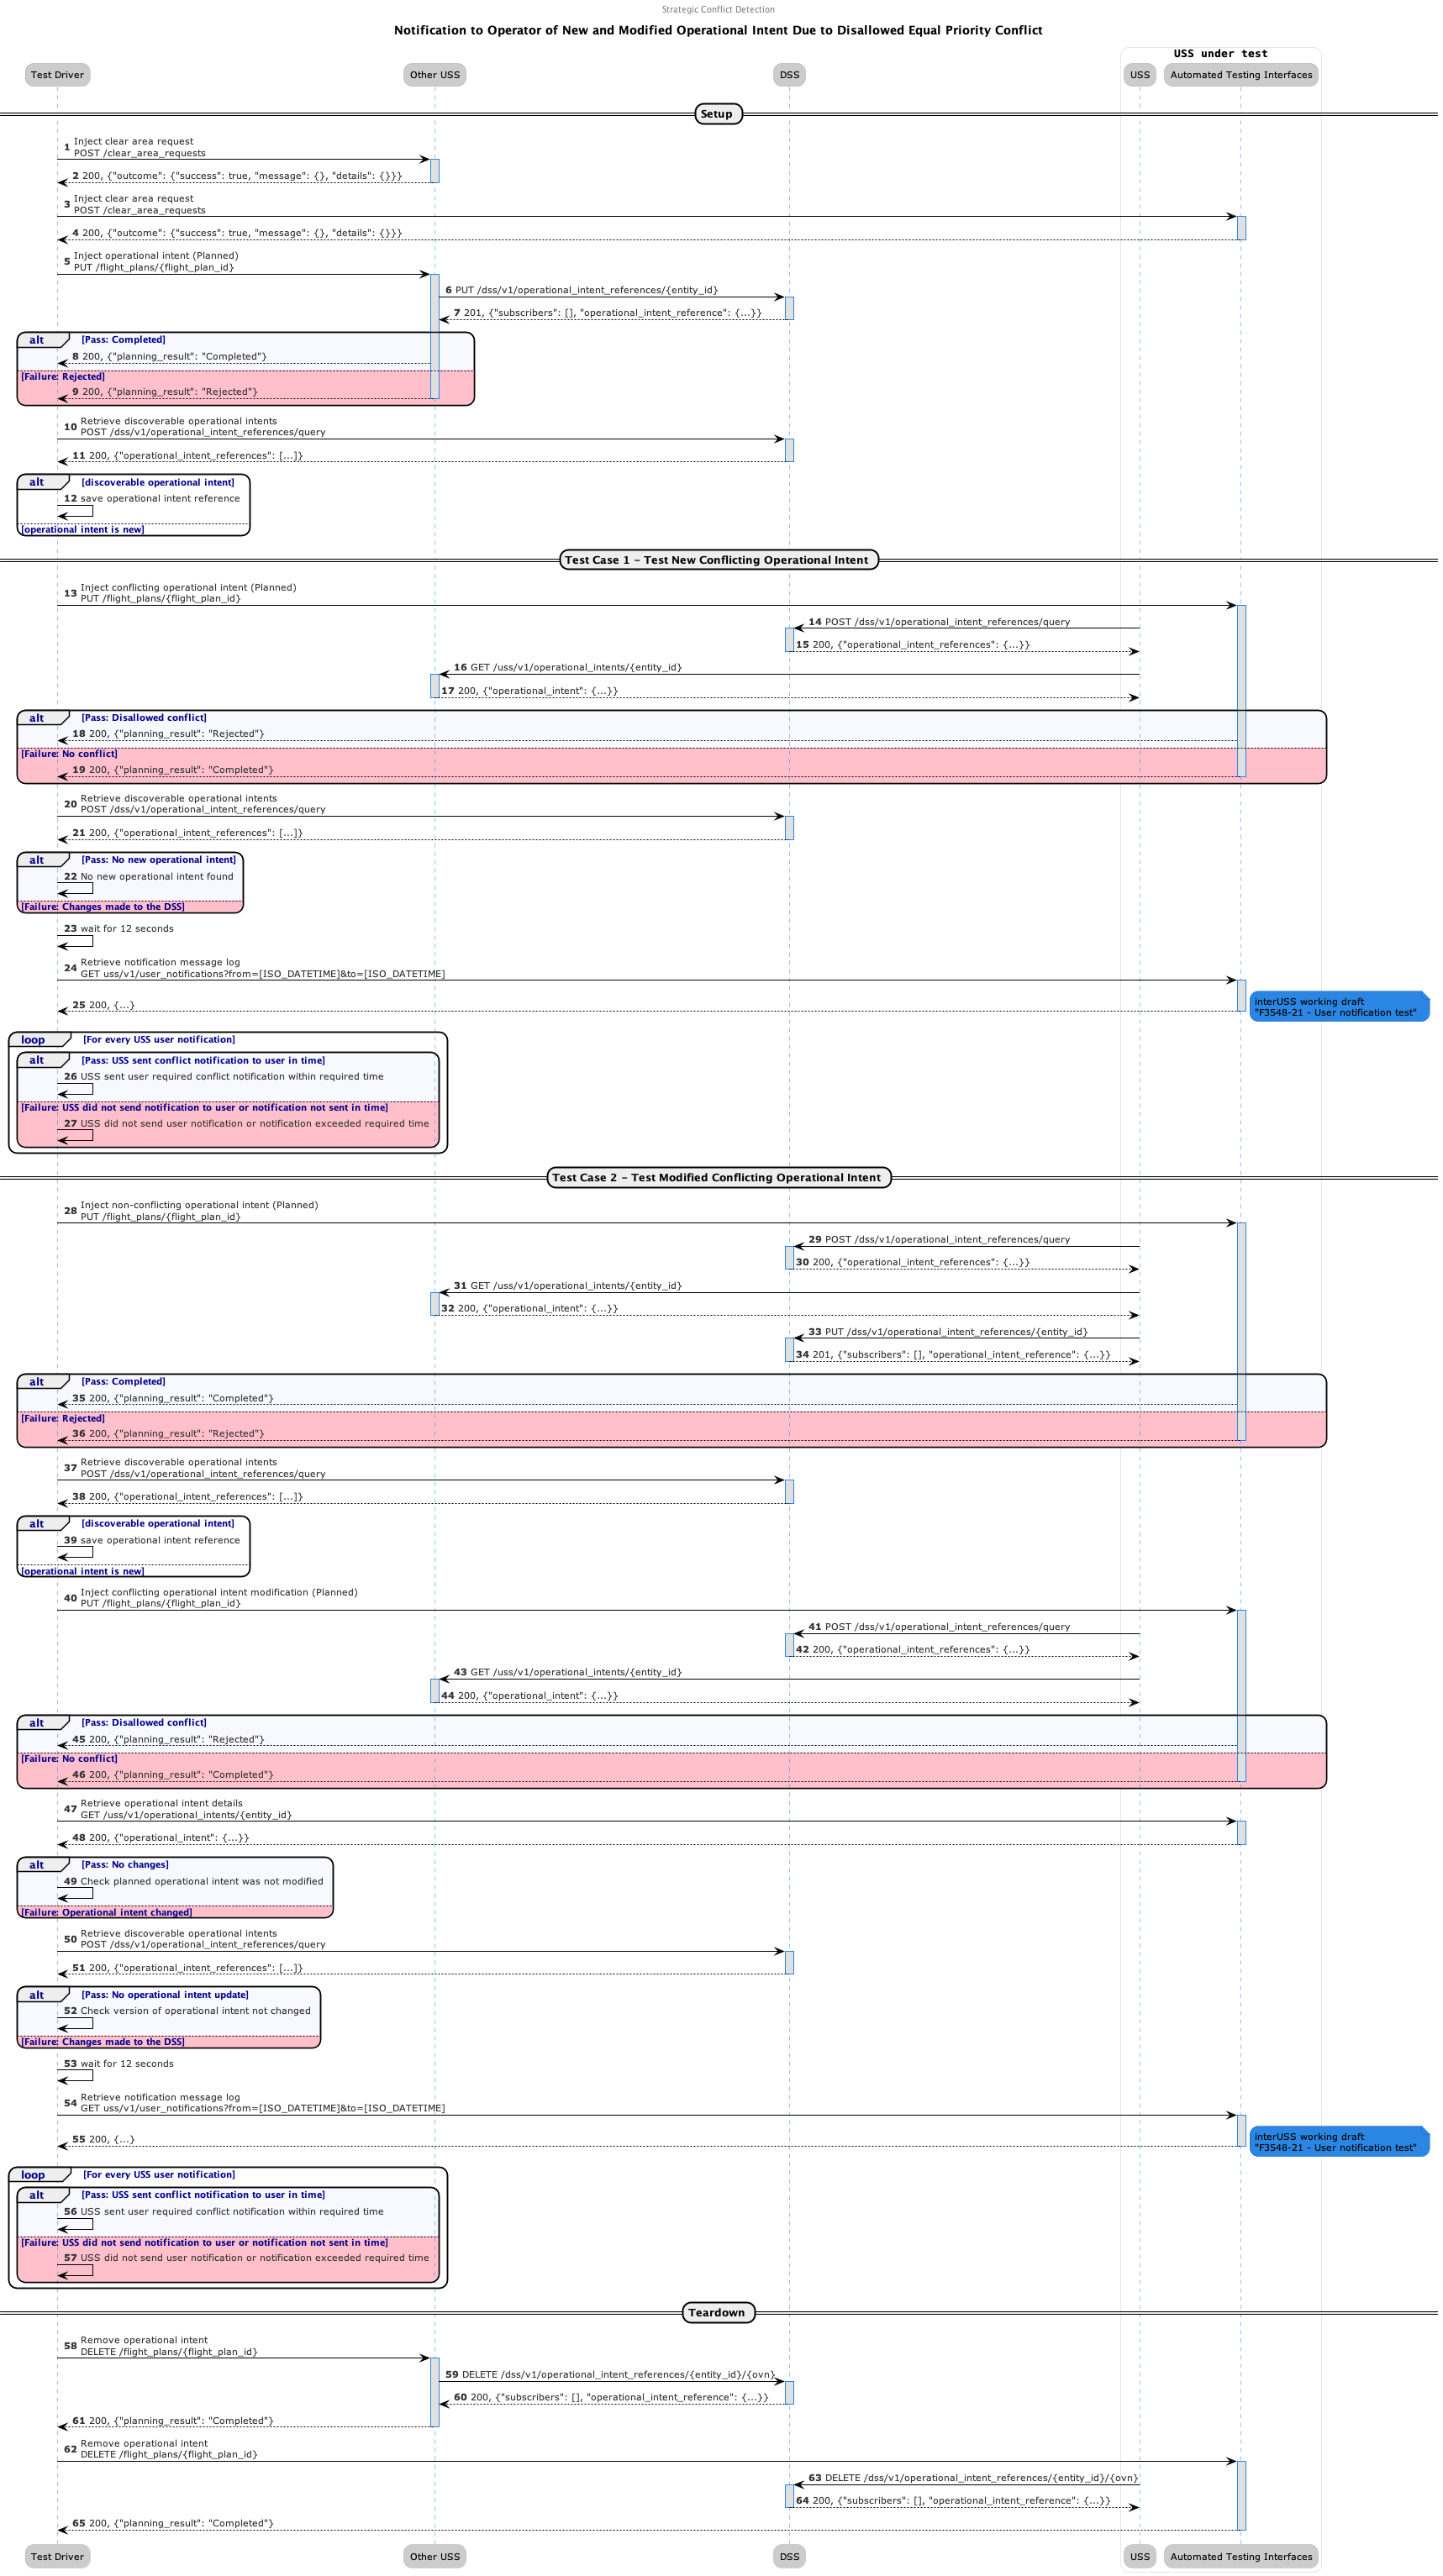 Strategic Conflict Detection
Notification to Operator of New and Modified Operational Intent Due to Disallowed Equal Priority Conflict
USS under test
Test Driver
Other USS
DSS
USS
Automated Testing Interfaces
Setup
1 Inject clear area request
POST /clear_area_requests
2 200, {"outcome": {"success": true, "message": {}, "details": {}}}
3 Inject clear area request
POST /clear_area_requests
4 200, {"outcome": {"success": true, "message": {}, "details": {}}}
5 Inject operational intent (Planned)
PUT /flight_plans/{flight_plan_id}
6 PUT /dss/v1/operational_intent_references/{entity_id}
7 201, {"subscribers": [], "operational_intent_reference": {...}}
alt [Pass: Completed]
8 200, {"planning_result": "Completed"}
[Failure: Rejected]
9 200, {"planning_result": "Rejected"}
10 Retrieve discoverable operational intents
POST /dss/v1/operational_intent_references/query
11 200, {"operational_intent_references": [...]}
alt [discoverable operational intent]
12 save operational intent reference
[operational intent is new]
Test Case 1 - Test New Conflicting Operational Intent
13 Inject conflicting operational intent (Planned)
PUT /flight_plans/{flight_plan_id}
14 POST /dss/v1/operational_intent_references/query
15 200, {"operational_intent_references": {...}}
16 GET /uss/v1/operational_intents/{entity_id}
17 200, {"operational_intent": {...}}
alt [Pass: Disallowed conflict]
18 200, {"planning_result": "Rejected"}
[Failure: No conflict]
19 200, {"planning_result": "Completed"}
20 Retrieve discoverable operational intents
POST /dss/v1/operational_intent_references/query
21 200, {"operational_intent_references": [...]}
alt [Pass: No new operational intent]
22 No new operational intent found
[Failure: Changes made to the DSS]
23 wait for 12 seconds
24 Retrieve notification message log
GET uss/v1/user_notifications?from=[ISO_DATETIME]&to=[ISO_DATETIME]
25 200, {...}
interUSS working draft
"F3548-21 - User notification test"
loop [For every USS user notification]
alt [Pass: USS sent conflict notification to user in time]
26 USS sent user required conflict notification within required time
[Failure: USS did not send notification to user or notification not sent in time]
27 USS did not send user notification or notification exceeded required time
Test Case 2 - Test Modified Conflicting Operational Intent
28 Inject non-conflicting operational intent (Planned)
PUT /flight_plans/{flight_plan_id}
29 POST /dss/v1/operational_intent_references/query
30 200, {"operational_intent_references": {...}}
31 GET /uss/v1/operational_intents/{entity_id}
32 200, {"operational_intent": {...}}
33 PUT /dss/v1/operational_intent_references/{entity_id}
34 201, {"subscribers": [], "operational_intent_reference": {...}}
alt [Pass: Completed]
35 200, {"planning_result": "Completed"}
[Failure: Rejected]
36 200, {"planning_result": "Rejected"}
37 Retrieve discoverable operational intents
POST /dss/v1/operational_intent_references/query
38 200, {"operational_intent_references": [...]}
alt [discoverable operational intent]
39 save operational intent reference
[operational intent is new]
40 Inject conflicting operational intent modification (Planned)
PUT /flight_plans/{flight_plan_id}
41 POST /dss/v1/operational_intent_references/query
42 200, {"operational_intent_references": {...}}
43 GET /uss/v1/operational_intents/{entity_id}
44 200, {"operational_intent": {...}}
alt [Pass: Disallowed conflict]
45 200, {"planning_result": "Rejected"}
[Failure: No conflict]
46 200, {"planning_result": "Completed"}
47 Retrieve operational intent details
GET /uss/v1/operational_intents/{entity_id}
48 200, {"operational_intent": {...}}
alt [Pass: No changes]
49 Check planned operational intent was not modified
[Failure: Operational intent changed]
50 Retrieve discoverable operational intents
POST /dss/v1/operational_intent_references/query
51 200, {"operational_intent_references": [...]}
alt [Pass: No operational intent update]
52 Check version of operational intent not changed
[Failure: Changes made to the DSS]
53 wait for 12 seconds
54 Retrieve notification message log
GET uss/v1/user_notifications?from=[ISO_DATETIME]&to=[ISO_DATETIME]
55 200, {...}
interUSS working draft
"F3548-21 - User notification test"
loop [For every USS user notification]
alt [Pass: USS sent conflict notification to user in time]
56 USS sent user required conflict notification within required time
[Failure: USS did not send notification to user or notification not sent in time]
57 USS did not send user notification or notification exceeded required time
Teardown
58 Remove operational intent
DELETE /flight_plans/{flight_plan_id}
59 DELETE /dss/v1/operational_intent_references/{entity_id}/{ovn}
60 200, {"subscribers": [], "operational_intent_reference": {...}}
61 200, {"planning_result": "Completed"}
62 Remove operational intent
DELETE /flight_plans/{flight_plan_id}
63 DELETE /dss/v1/operational_intent_references/{entity_id}/{ovn}
64 200, {"subscribers": [], "operational_intent_reference": {...}}
65 200, {"planning_result": "Completed"}
Test Driver
Other USS
DSS
USS
Automated Testing Interfaces